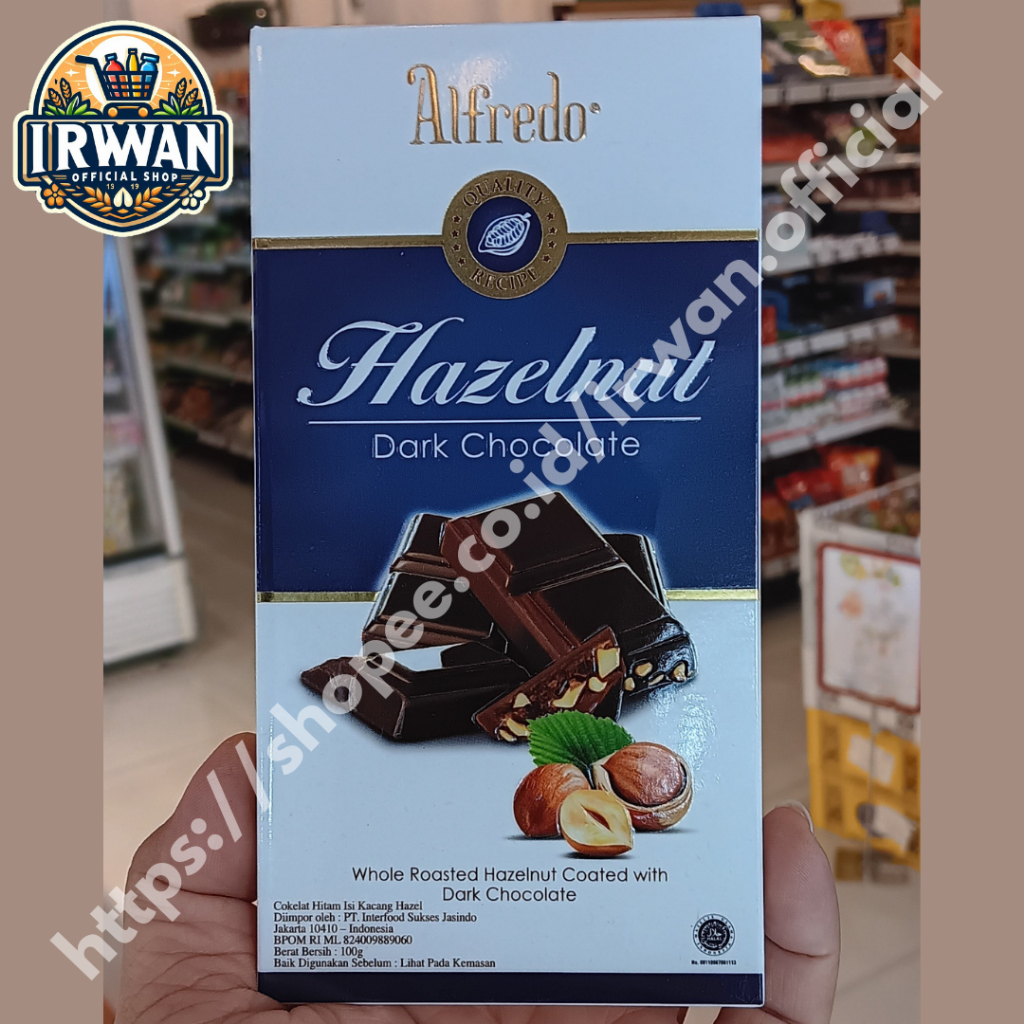 IRWAN
OFFICIAL SHOP
13 19
Alfredo
QUALITY
RECIPE
Hazelnut
Dark Chocolate
https://shopee.co.id/irwan.official
Whole Roasted Hazelnut Coated with
Dark Chocolate
Cokelat Hitam Isi Kacang Hazel
Diimpor oleh : PT. Interfood Sukses Jasindo
Jakarta 10410 – Indonesia
BPOM RI ML 824009889060
Berat Bersih : 100g
Baik Digunakan Sebelum : Lihat Pada Kemasan